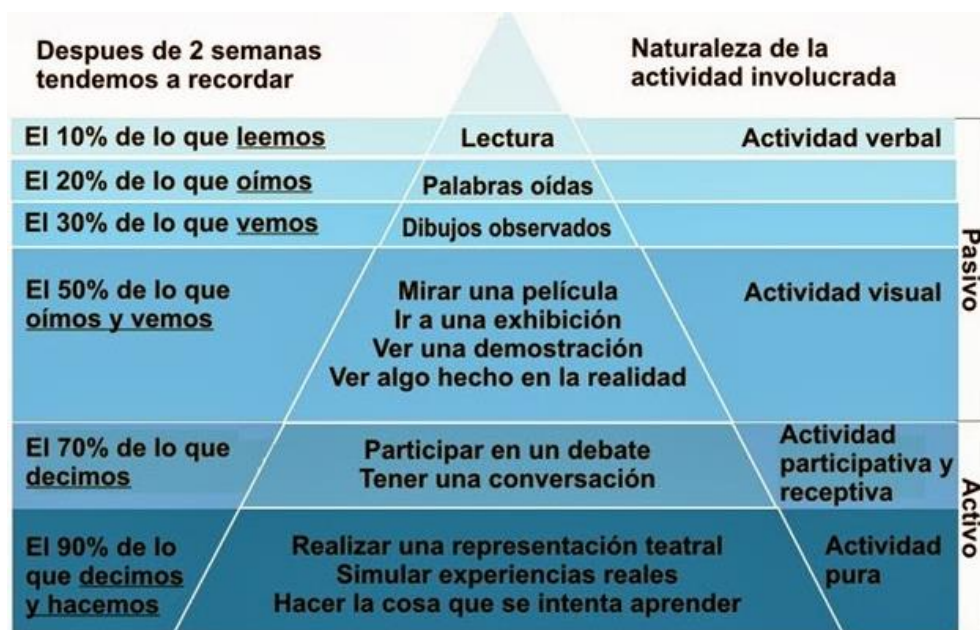 Despues de 2 semanas
tendemos a recordar
Naturaleza de la
actividad involucrada
El 10% de lo que leemos
Lectura
Actividad verbal
El 20% de lo que oímos
Palabras oídas
El 30% de lo que vemos
Dibujos observados
El 50% de lo que
oímos y vemos
Mirar una película
Ir a una exhibición
Ver una demostración
Ver algo hecho en la realidad
Actividad visual
Pasivo
El 70% de lo que
decimos
Participar en un debate
Tener una conversación
Actividad
participativa y
receptiva
El 90% de lo
que decimos
y hacemos
Realizar una representación teatral
Simular experiencias reales
Hacer la cosa que se intenta aprender
Actividad
pura
Activo